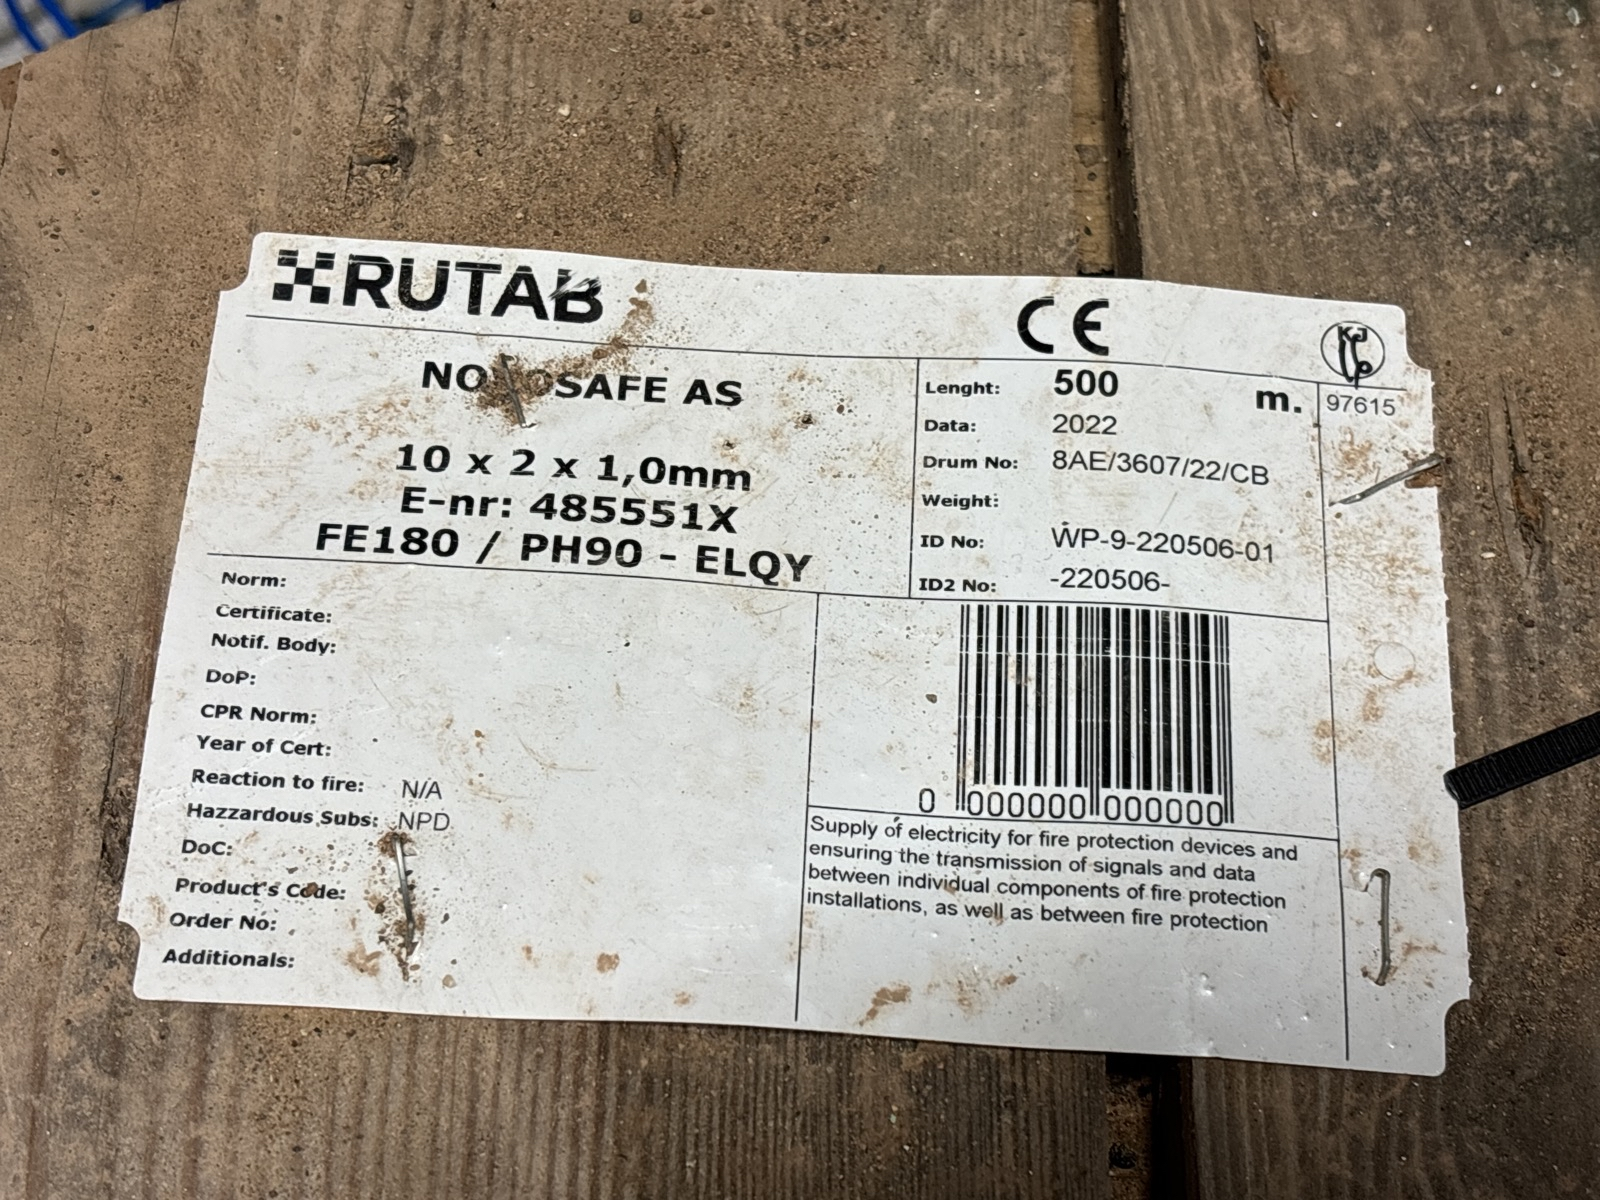 RUTAB
CE
KJ
97615
SAFE AS
10 x 2 x 1,0mm
E-nr: 485551X
FE180 / PH90 - ELQY
Lenght: 500 m.
Data: 2022
Drum No: 8AE/3607/22/CB
Weight:
ID No: WP-9-220506-01
ID2 No: -220506-
Norm:
Certificate:
Notif. Body:
DoP:
CPR Norm:
Year of Cert:
Reaction to fire: N/A
Hazzardous Subs: NPD
DoC:
Product's Code:
Order No:
Additionals:
0 000000 000000
Supply of electricity for fire protection devices and
ensuring the transmission of signals and data
between individual components of fire protection
installations, as well as between fire protection